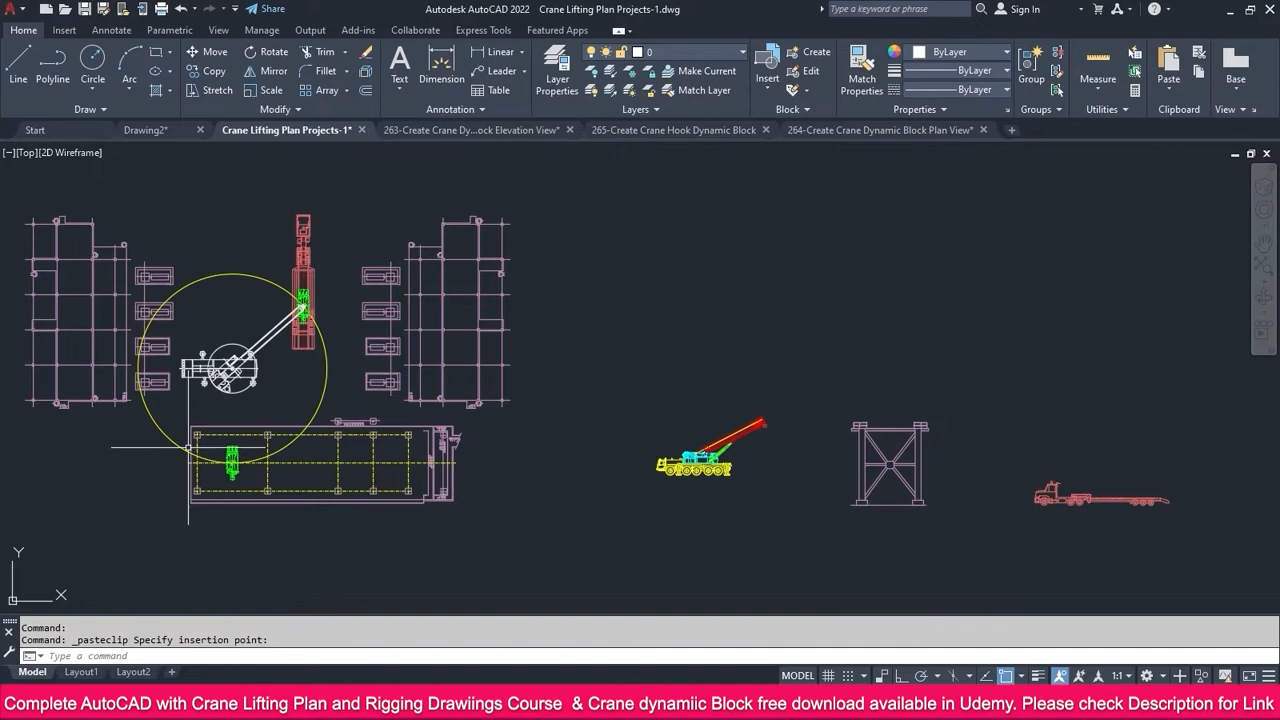 Share
Autodesk AutoCAD 2022 Crane Lifting Plan Projects-1.dwg
Type a keyword or phrase
Sign In
Home Insert Annotate Parametric View Manage Output Add-ins Collaborate Express Tools Featured Apps
Line Polyline Circle Arc
Move Rotate Trim
Copy Mirror Fillet
Stretch Scale Array
Text Dimension
Linear
Leader
Table
Layer Properties
0
Make Current
Match Layer
Insert
Create
Edit
Match Properties
ByLayer
ByLayer
ByLayer
Group
Measure
Paste
Base
Draw Modify Annotation Layers Block Properties Groups Utilities Clipboard View
Start Drawing2* Crane Lifting Plan Projects-1* 263-Create Crane Dy...ock Elevation View* 265-Create Crane Hook Dynamic Block 264-Create Crane Dynamic Block Plan View*
[−][Top][2D Wireframe]
Y
X
Command:
Command: _pasteclip Specify insertion point:
Type a command
Model Layout1 Layout2
MODEL
1:1
Complete AutoCAD with Crane Lifting Plan and Rigging Drawiings Course & Crane dynamiic Block free download available in Udemy. Please check Description for Link